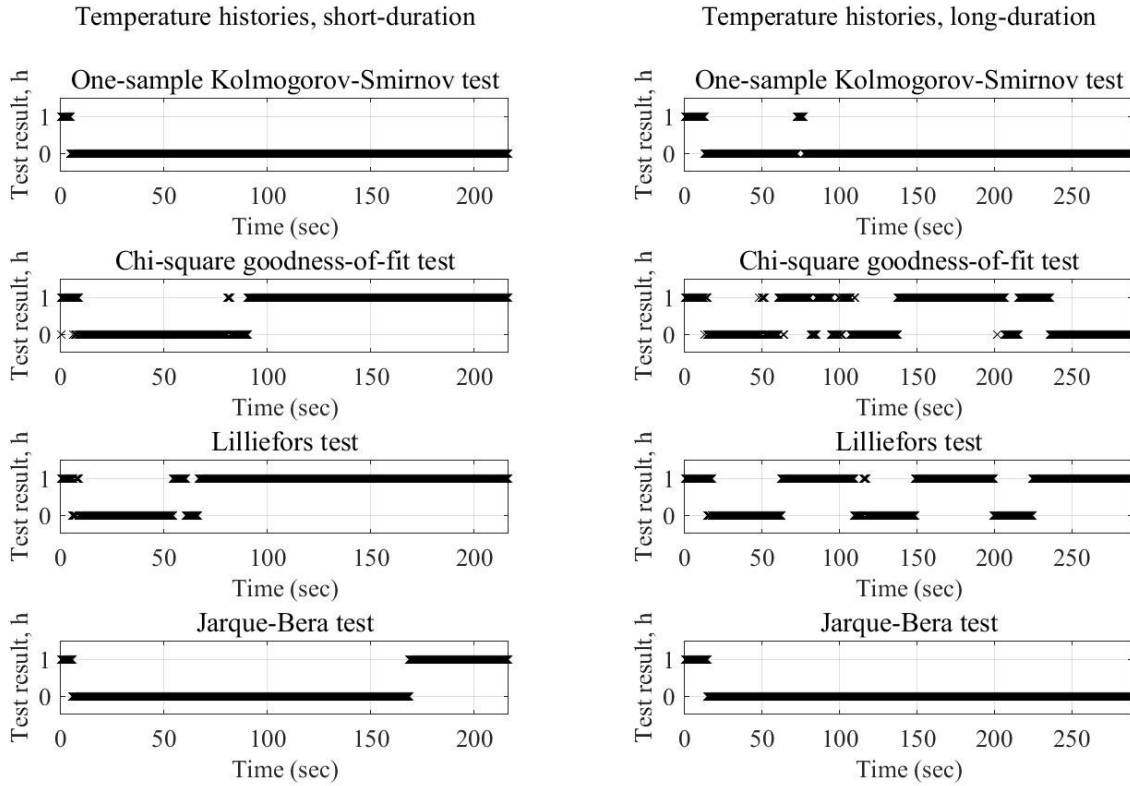 Temperature histories, short-duration
One-sample Kolmogorov-Smirnov test
Test result, h
1
0
0 50 100 150 200
Time (sec)
Chi-square goodness-of-fit test
Test result, h
1
0
0 50 100 150 200
Time (sec)
Lilliefors test
Test result, h
1
0
0 50 100 150 200
Time (sec)
Jarque-Bera test
Test result, h
1
0
0 50 100 150 200
Time (sec)
Temperature histories, long-duration
One-sample Kolmogorov-Smirnov test
Test result, h
1
0
0 50 100 150 200 250
Time (sec)
Chi-square goodness-of-fit test
Test result, h
1
0
0 50 100 150 200 250
Time (sec)
Lilliefors test
Test result, h
1
0
0 50 100 150 200 250
Time (sec)
Jarque-Bera test
Test result, h
1
0
0 50 100 150 200 250
Time (sec)